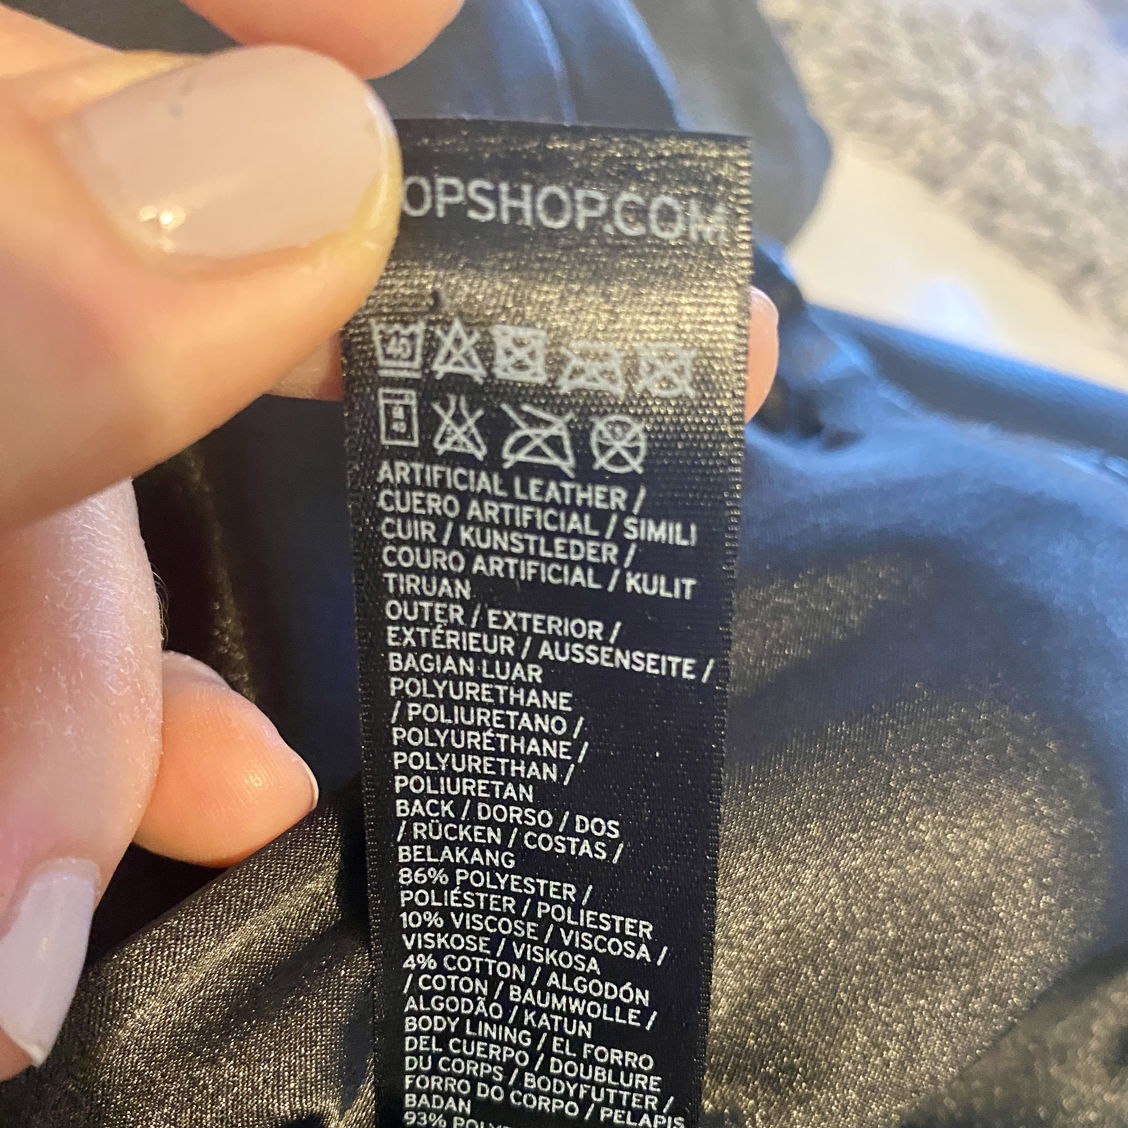 OPSHOP.COM
40
ARTIFICIAL LEATHER /
CUERO ARTIFICIAL / SIMILI
CUIR / KUNSTLEDER /
COURO ARTIFICIAL / KULIT
TIRUAN
OUTER / EXTERIOR /
EXTÉRIEUR / AUSSENSEITE /
BAGIAN LUAR
POLYURETHANE
/ POLIURETANO /
POLYURÉTHANE /
POLYURETHAN /
POLIURETAN
BACK / DORSO / DOS
/ RÜCKEN / COSTAS /
BELAKANG
86% POLYESTER /
POLIÉSTER / POLIESTER
10% VISCOSE / VISCOSA /
VISKOSE / VISKOSA
4% COTTON / ALGODÓN
/ COTON / BAUMWOLLE /
ALGODÃO / KATUN
BODY LINING / EL FORRO
DEL CUERPO / DOUBLURE
DU CORPS / BODYFUTTER /
FORRO DO CORPO / PELAPIS
BADAN
93%